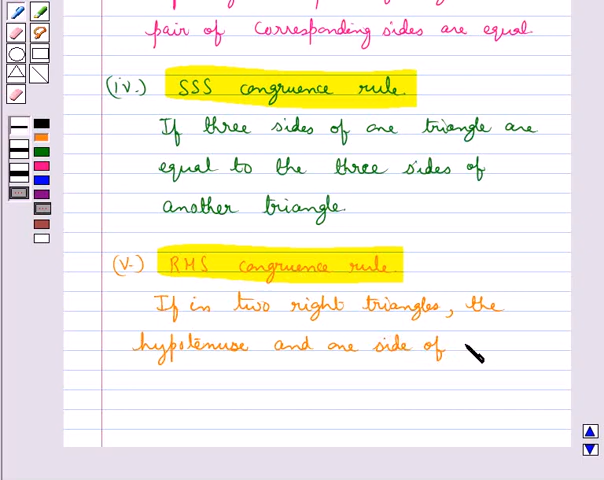 pair of corresponding sides are equal
(iv.) SSS congruence rule.
If three sides of one triangle are
equal to the three sides of
another triangle.
(v.) RHS congruence rule.
If in two right triangles, the
hypotenuse and one side of